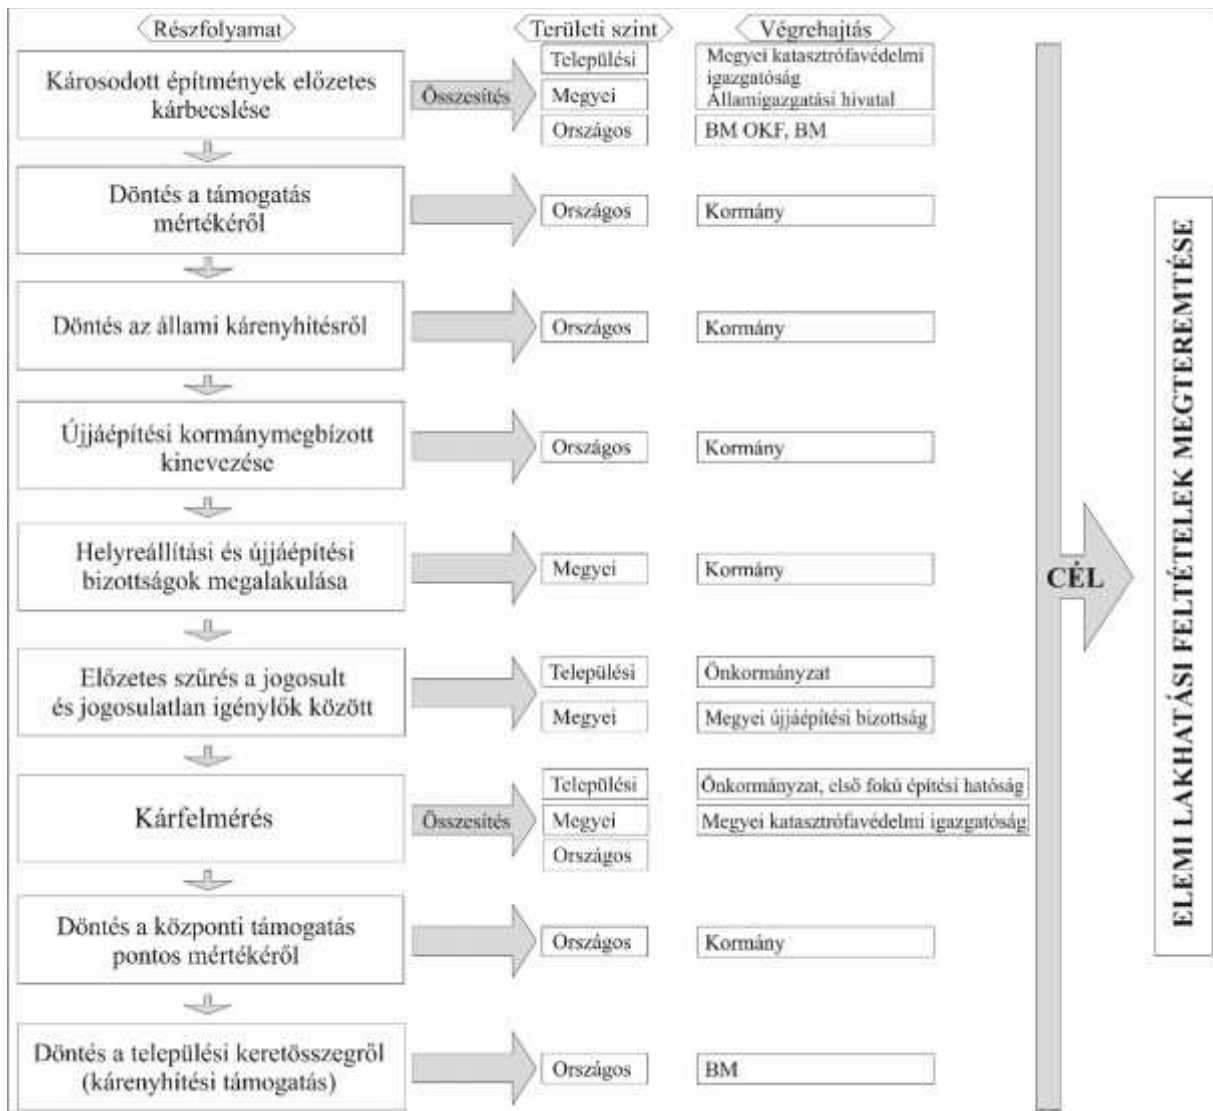 Részfolyamat
Területi szint
Végrehajtás
Károsodott építmények előzetes
kárbecslése
Összesítés
Települési
Megyei
Országos
Megyei katasztrófavédelmi
igazgatóság
Államigazgatási hivatal
BM OKF, BM
Döntés a támogatás
mértékéről
Országos
Kormány
Döntés az állami kárenyhítésről
Országos
Kormány
Újjáépítési kormánymegbízott
kinevezése
Országos
Kormány
Helyreállítási és újjáépítési
bizottságok megalakulása
Megyei
Kormány
Előzetes szűrés a jogosult
és jogosulatlan igénylők között
Települési
Önkormányzat
Megyei
Megyei újjáépítési bizottság
Kárfelmérés
Összesítés
Települési
Önkormányzat, első fokú építési hatóság
Megyei
Megyei katasztrófavédelmi igazgatóság
Országos
Döntés a központi támogatás
pontos mértékéről
Országos
Kormány
Döntés a települési keretösszegről
(kárenyhítési támogatás)
Országos
BM
CÉL
ELEMI LAKHATÁSI FELTÉTELEK MEGTEREMTÉSE